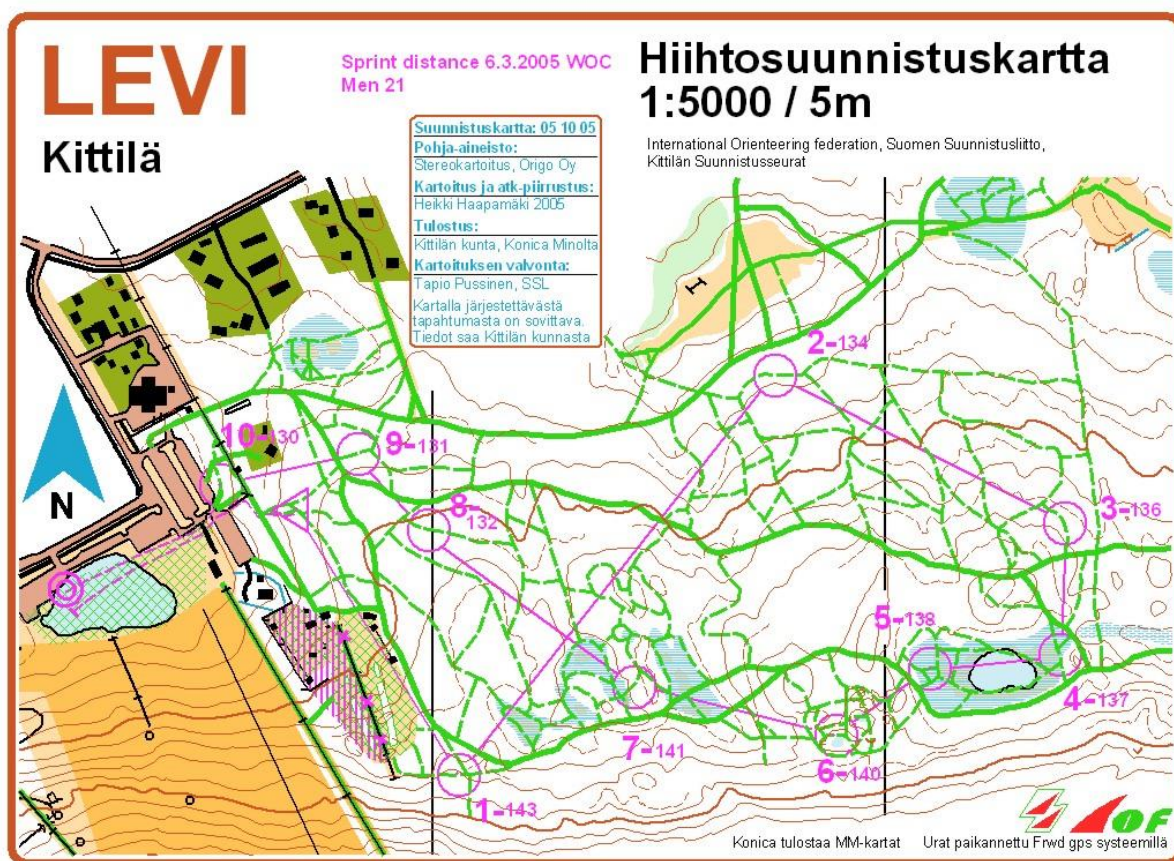 LEVI
Kittilä
Sprint distance 6.3.2005 WOC
Men 21
Hiihtosuunnistuskartta
1:5000 / 5m
International Orienteering federation, Suomen Suunnistusliitto,
Kittilän Suunnistusseurat
Suunnistuskartta: 05 10 05
Pohja-aineisto:
Stereokartoitus, Origo Oy
Kartoitus ja atk-piirrustus:
Heikki Haapamäki 2005
Tulostus:
Kittilän kunta, Konica Minolta
Kartoituksen valvonta:
Tapio Pussinen, SSL
Kartalla järjestettävästä
tapahtumasta on sovittava.
Tiedot saa Kittilän kunnasta
2-134
10-130
9-131
8-132
3-136
N
5-138
4-137
7-141
6-140
1-143
OF
Konica tulostaa MM-kartat
Urat paikannettu Frwd gps systeemillä